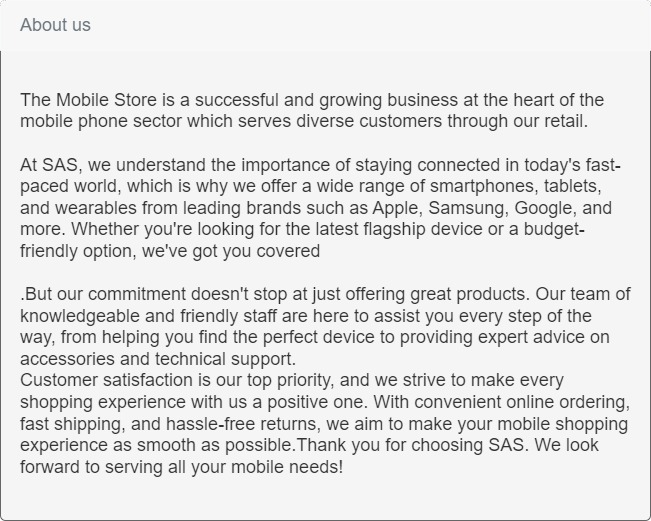 About us
The Mobile Store is a successful and growing business at the heart of the
mobile phone sector which serves diverse customers through our retail.
At SAS, we understand the importance of staying connected in today's fast-
paced world, which is why we offer a wide range of smartphones, tablets,
and wearables from leading brands such as Apple, Samsung, Google, and
more. Whether you're looking for the latest flagship device or a budget-
friendly option, we've got you covered
.But our commitment doesn't stop at just offering great products. Our team of
knowledgeable and friendly staff are here to assist you every step of the
way, from helping you find the perfect device to providing expert advice on
accessories and technical support.
Customer satisfaction is our top priority, and we strive to make every
shopping experience with us a positive one. With convenient online ordering,
fast shipping, and hassle-free returns, we aim to make your mobile shopping
experience as smooth as possible.Thank you for choosing SAS. We look
forward to serving all your mobile needs!